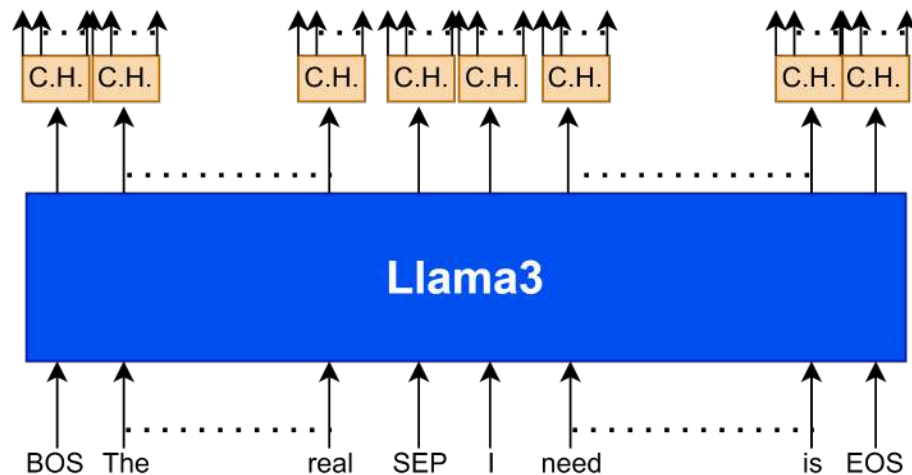 C.H. C.H. C.H. C.H. C.H. C.H. C.H. C.H.
Llama3
BOS The real SEP I need is EOS